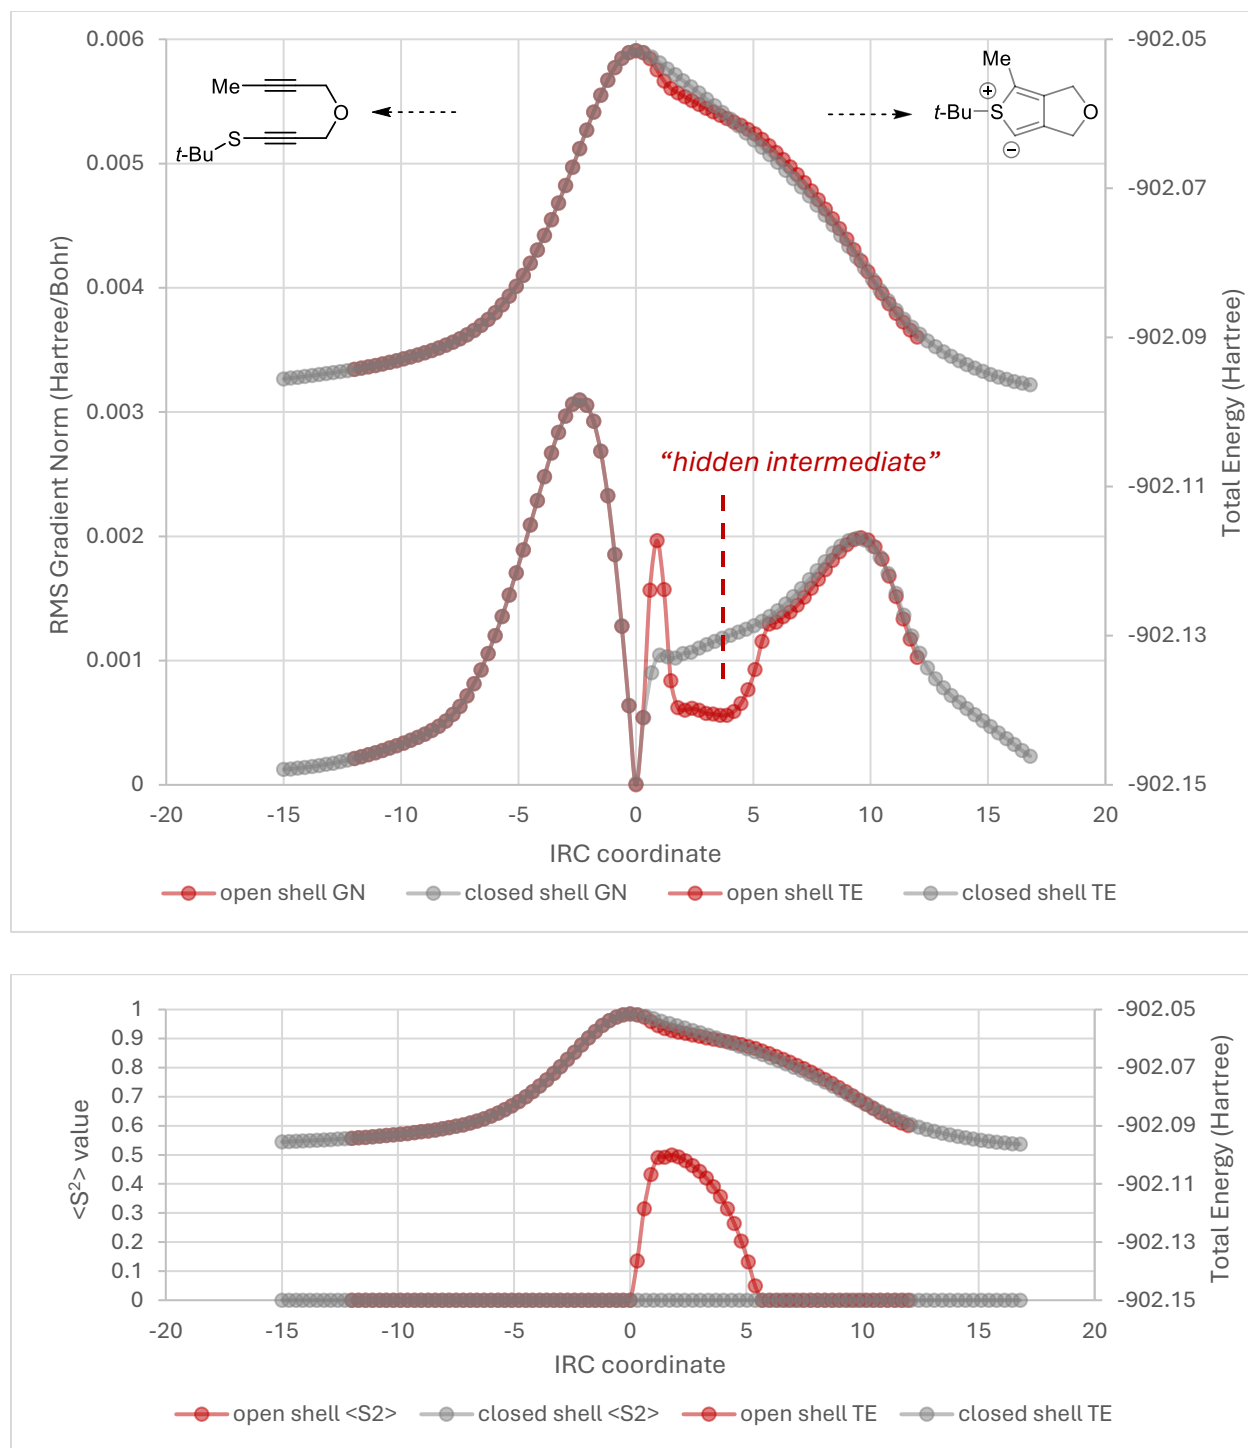 0.006
0.005
0.004
0.003
0.002
0.001
0
RMS Gradient Norm (Hartree/Bohr)
-902.05
-902.07
-902.09
-902.11
-902.13
-902.15
Total Energy (Hartree)
Me
O
S
t-Bu
Me
+
t-Bu
S
O
−
“hidden intermediate”
-20 -15 -10 -5 0 5 10 15 20
IRC coordinate
open shell GN closed shell GN open shell TE closed shell TE
1
0.9
0.8
0.7
0.6
0.5
0.4
0.3
0.2
0.1
0
<S2> value
-902.05
-902.07
-902.09
-902.11
-902.13
-902.15
Total Energy (Hartree)
-20 -15 -10 -5 0 5 10 15 20
IRC coordinate
open shell <S2> closed shell <S2> open shell TE closed shell TE